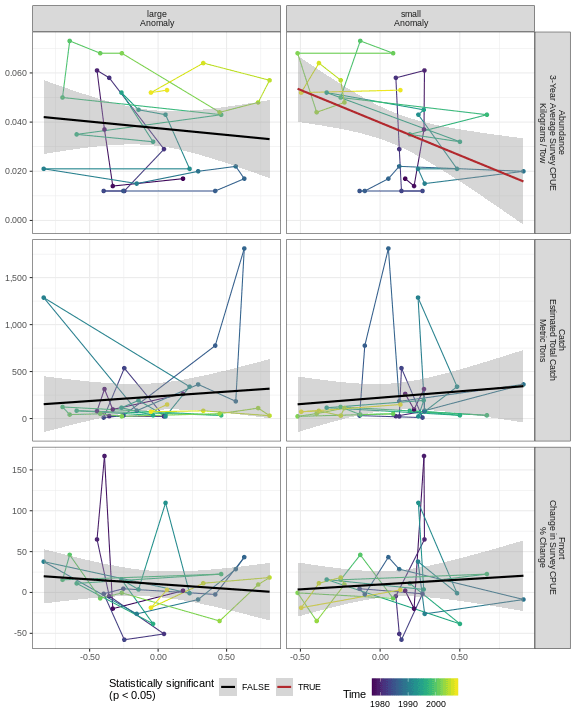 large
Anomaly
small
Anomaly
0.060
0.040
0.020
0.000
Abundance
3-Year Average Survey CPUE
Kilograms / Tow
1,500
1,000
500
0
Catch
Estimated Total Catch
Metric Tons
150
100
50
0
-50
Fmort
Change in Survey CPUE
% Change
-0.50
0.00
0.50
-0.50
0.00
0.50
Statistically significant
(p < 0.05)
FALSE
TRUE
Time
1980 1990 2000